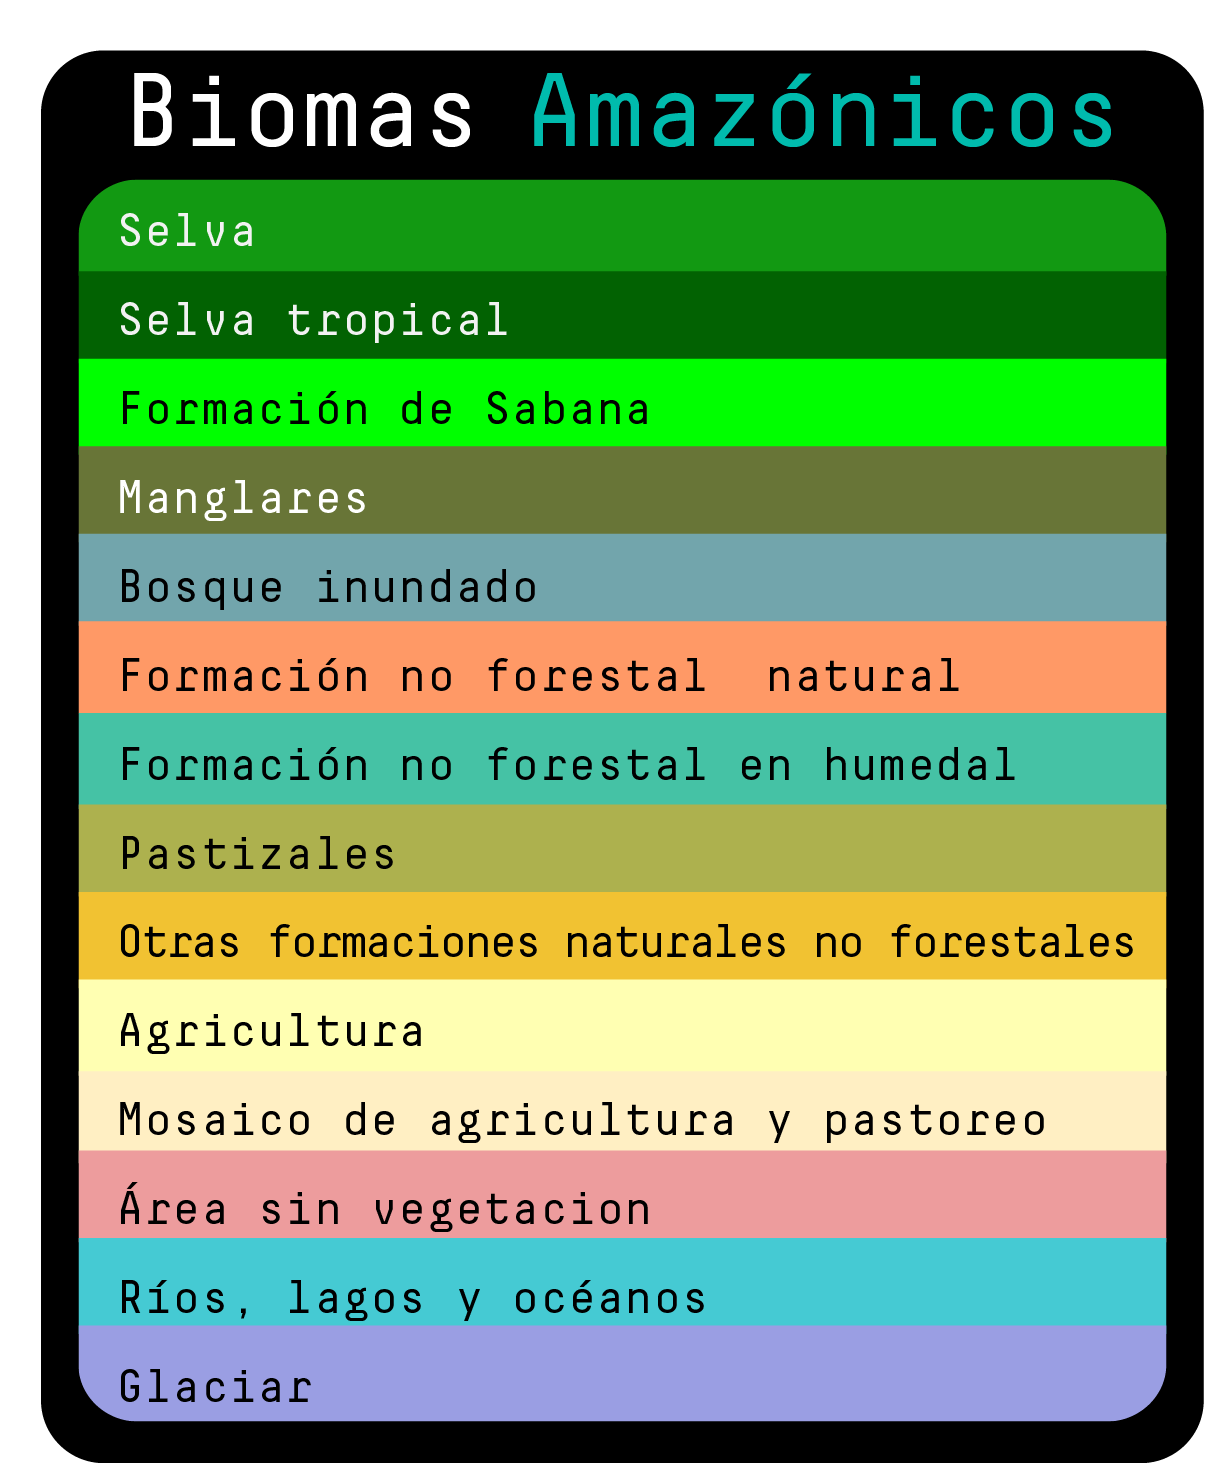 Biomas Amazónicos
Selva
Selva tropical
Formación de Sabana
Manglares
Bosque inundado
Formación no forestal natural
Formación no forestal en humedal
Pastizales
Otras formaciones naturales no forestales
Agricultura
Mosaico de agricultura y pastoreo
Área sin vegetacion
Ríos, lagos y océanos
Glaciar